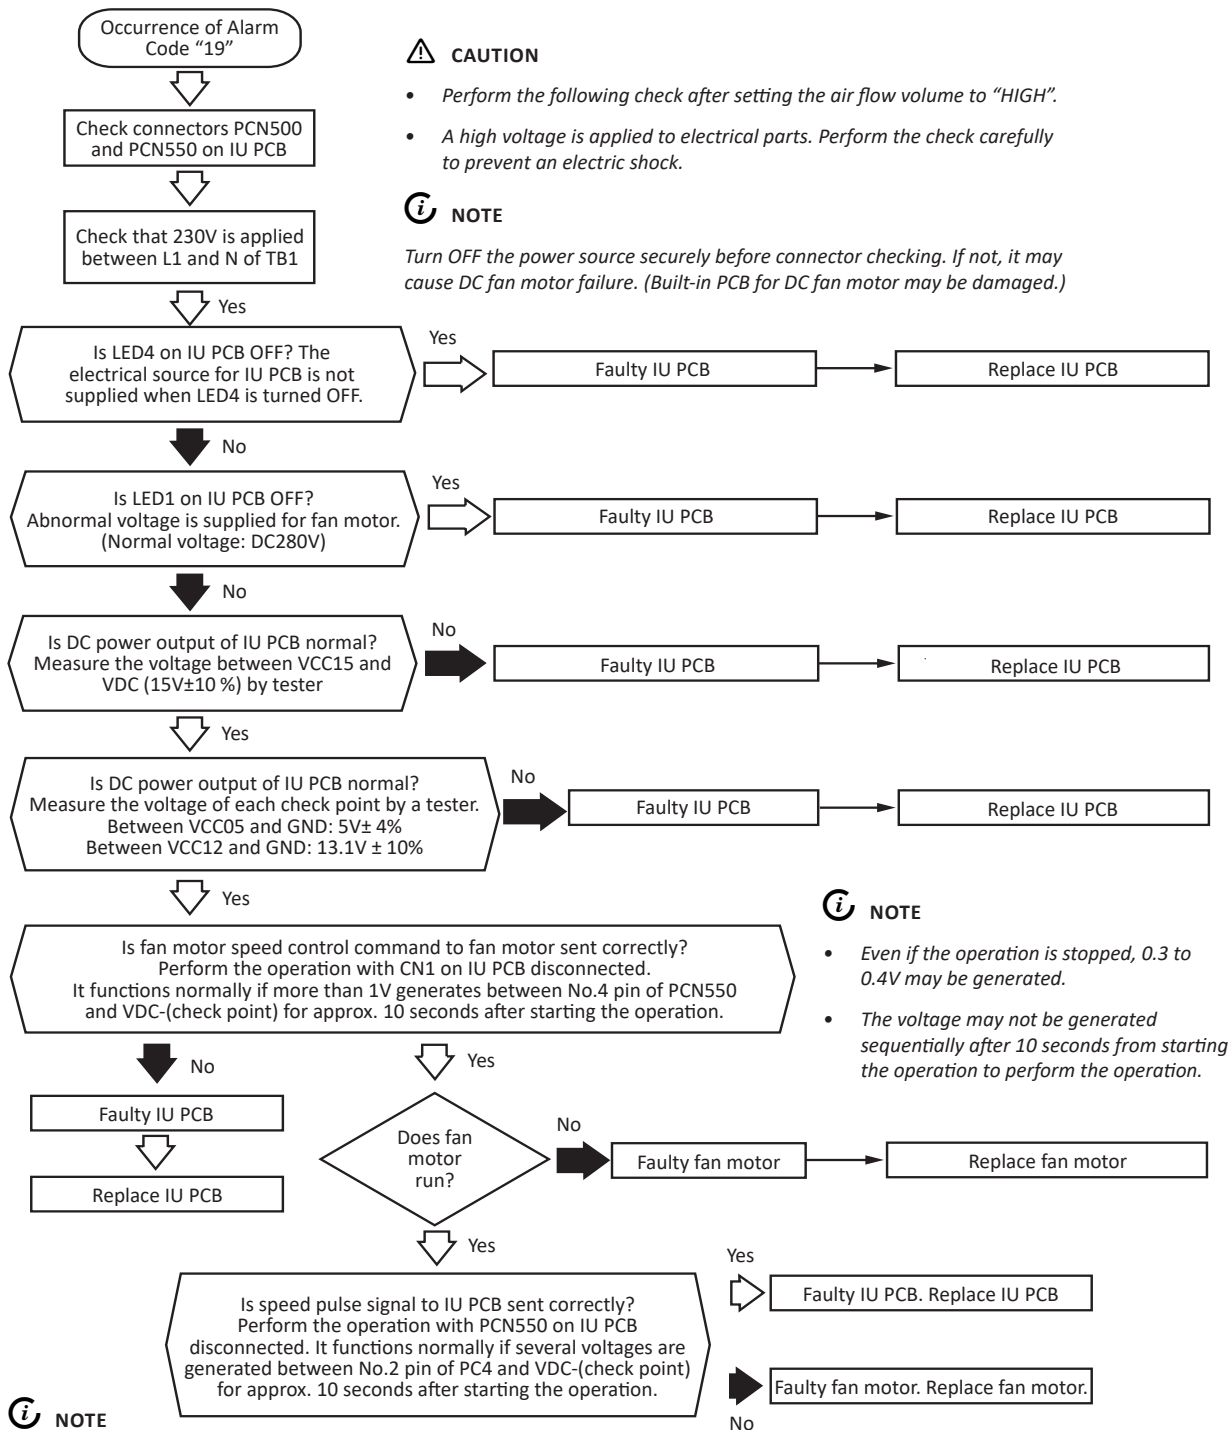 Occurrence of Alarm
Code “19”
CAUTION
• Perform the following check after setting the air flow volume to “HIGH”.
• A high voltage is applied to electrical parts. Perform the check carefully
to prevent an electric shock.
Check connectors PCN500
and PCN550 on IU PCB
NOTE
Turn OFF the power source securely before connector checking. If not, it may
cause DC fan motor failure. (Built-in PCB for DC fan motor may be damaged.)
Check that 230V is applied
between L1 and N of TB1
Yes
Is LED4 on IU PCB OFF? The
electrical source for IU PCB is not
supplied when LED4 is turned OFF.
Yes
Faulty IU PCB
Replace IU PCB
No
Is LED1 on IU PCB OFF?
Abnormal voltage is supplied for fan motor.
(Normal voltage: DC280V)
Yes
Faulty IU PCB
Replace IU PCB
No
Is DC power output of IU PCB normal?
Measure the voltage between VCC15 and
VDC (15V±10 %) by tester
No
Faulty IU PCB
Replace IU PCB
Yes
Is DC power output of IU PCB normal?
Measure the voltage of each check point by a tester.
Between VCC05 and GND: 5V± 4%
Between VCC12 and GND: 13.1V ± 10%
No
Faulty IU PCB
Replace IU PCB
Yes
Is fan motor speed control command to fan motor sent correctly?
Perform the operation with CN1 on IU PCB disconnected.
It functions normally if more than 1V generates between No.4 pin of PCN550
and VDC-(check point) for approx. 10 seconds after starting the operation.
NOTE
• Even if the operation is stopped, 0.3 to
0.4V may be generated.
• The voltage may not be generated
sequentially after 10 seconds from starting
the operation to perform the operation.
No
Faulty IU PCB
Replace IU PCB
Yes
Does fan
motor
run?
No
Faulty fan motor
Replace fan motor
Yes
Is speed pulse signal to IU PCB sent correctly?
Perform the operation with PCN550 on IU PCB
disconnected. It functions normally if several voltages are
generated between No.2 pin of PC4 and VDC-(check point)
for approx. 10 seconds after starting the operation.
Yes
Faulty IU PCB. Replace IU PCB
Faulty fan motor. Replace fan motor.
No
NOTE